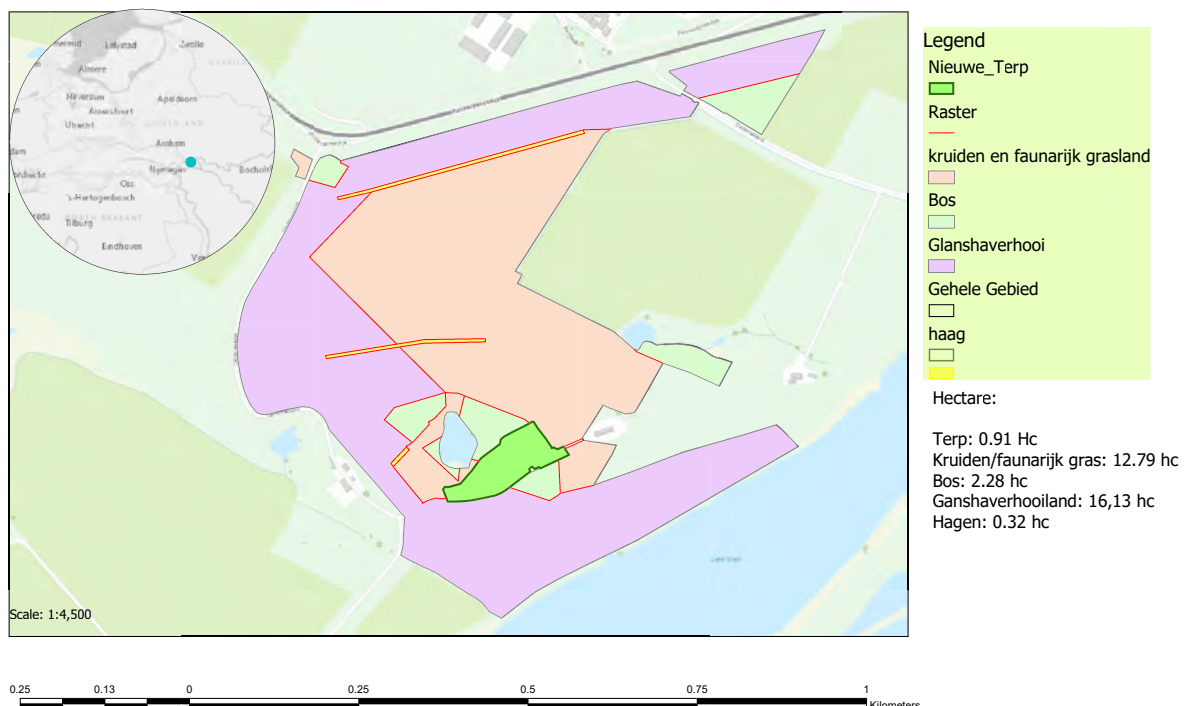 Lelystad
Zwolle
Almere
Hilversum
Apeldoorn
Amersfoort
Utrecht
Arnhem
Nijmegen
Bocholt
Oss
's-Hertogenbosch
NORTH BRABANT
Tilburg
Eindhoven
Scale: 1:4,500
Legend
Nieuwe_Terp
Raster
kruiden en faunarijk grasland
Bos
Glanshaverhooi
Gehele Gebied
haag
Hectare:
Terp: 0.91 Hc
Kruiden/faunarijk gras: 12.79 hc
Bos: 2.28 hc
Ganshaverhooiland: 16,13 hc
Hagen: 0.32 hc
0.25 0.13 0 0.25 0.5 0.75 1
Kilometers